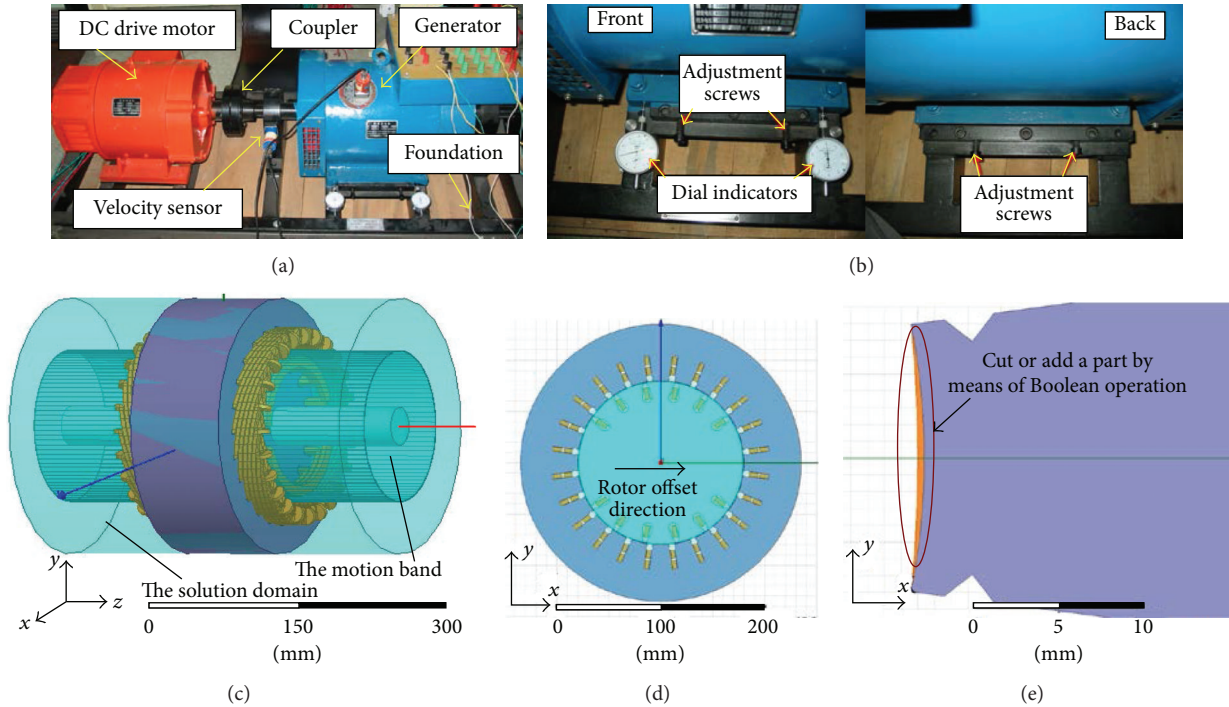 DC drive motor
Coupler
Generator
Foundation
Velocity sensor
(a)
Front
Back
Adjustment
screws
Dial indicators
Adjustment
screws
(b)
y
x
z
The solution domain
The motion band
0
150
300
(mm)
(c)
Rotor offset
direction
y
x
0
100
200
(mm)
(d)
Cut or add a part by
means of Boolean operation
y
x
0
5
10
(mm)
(e)